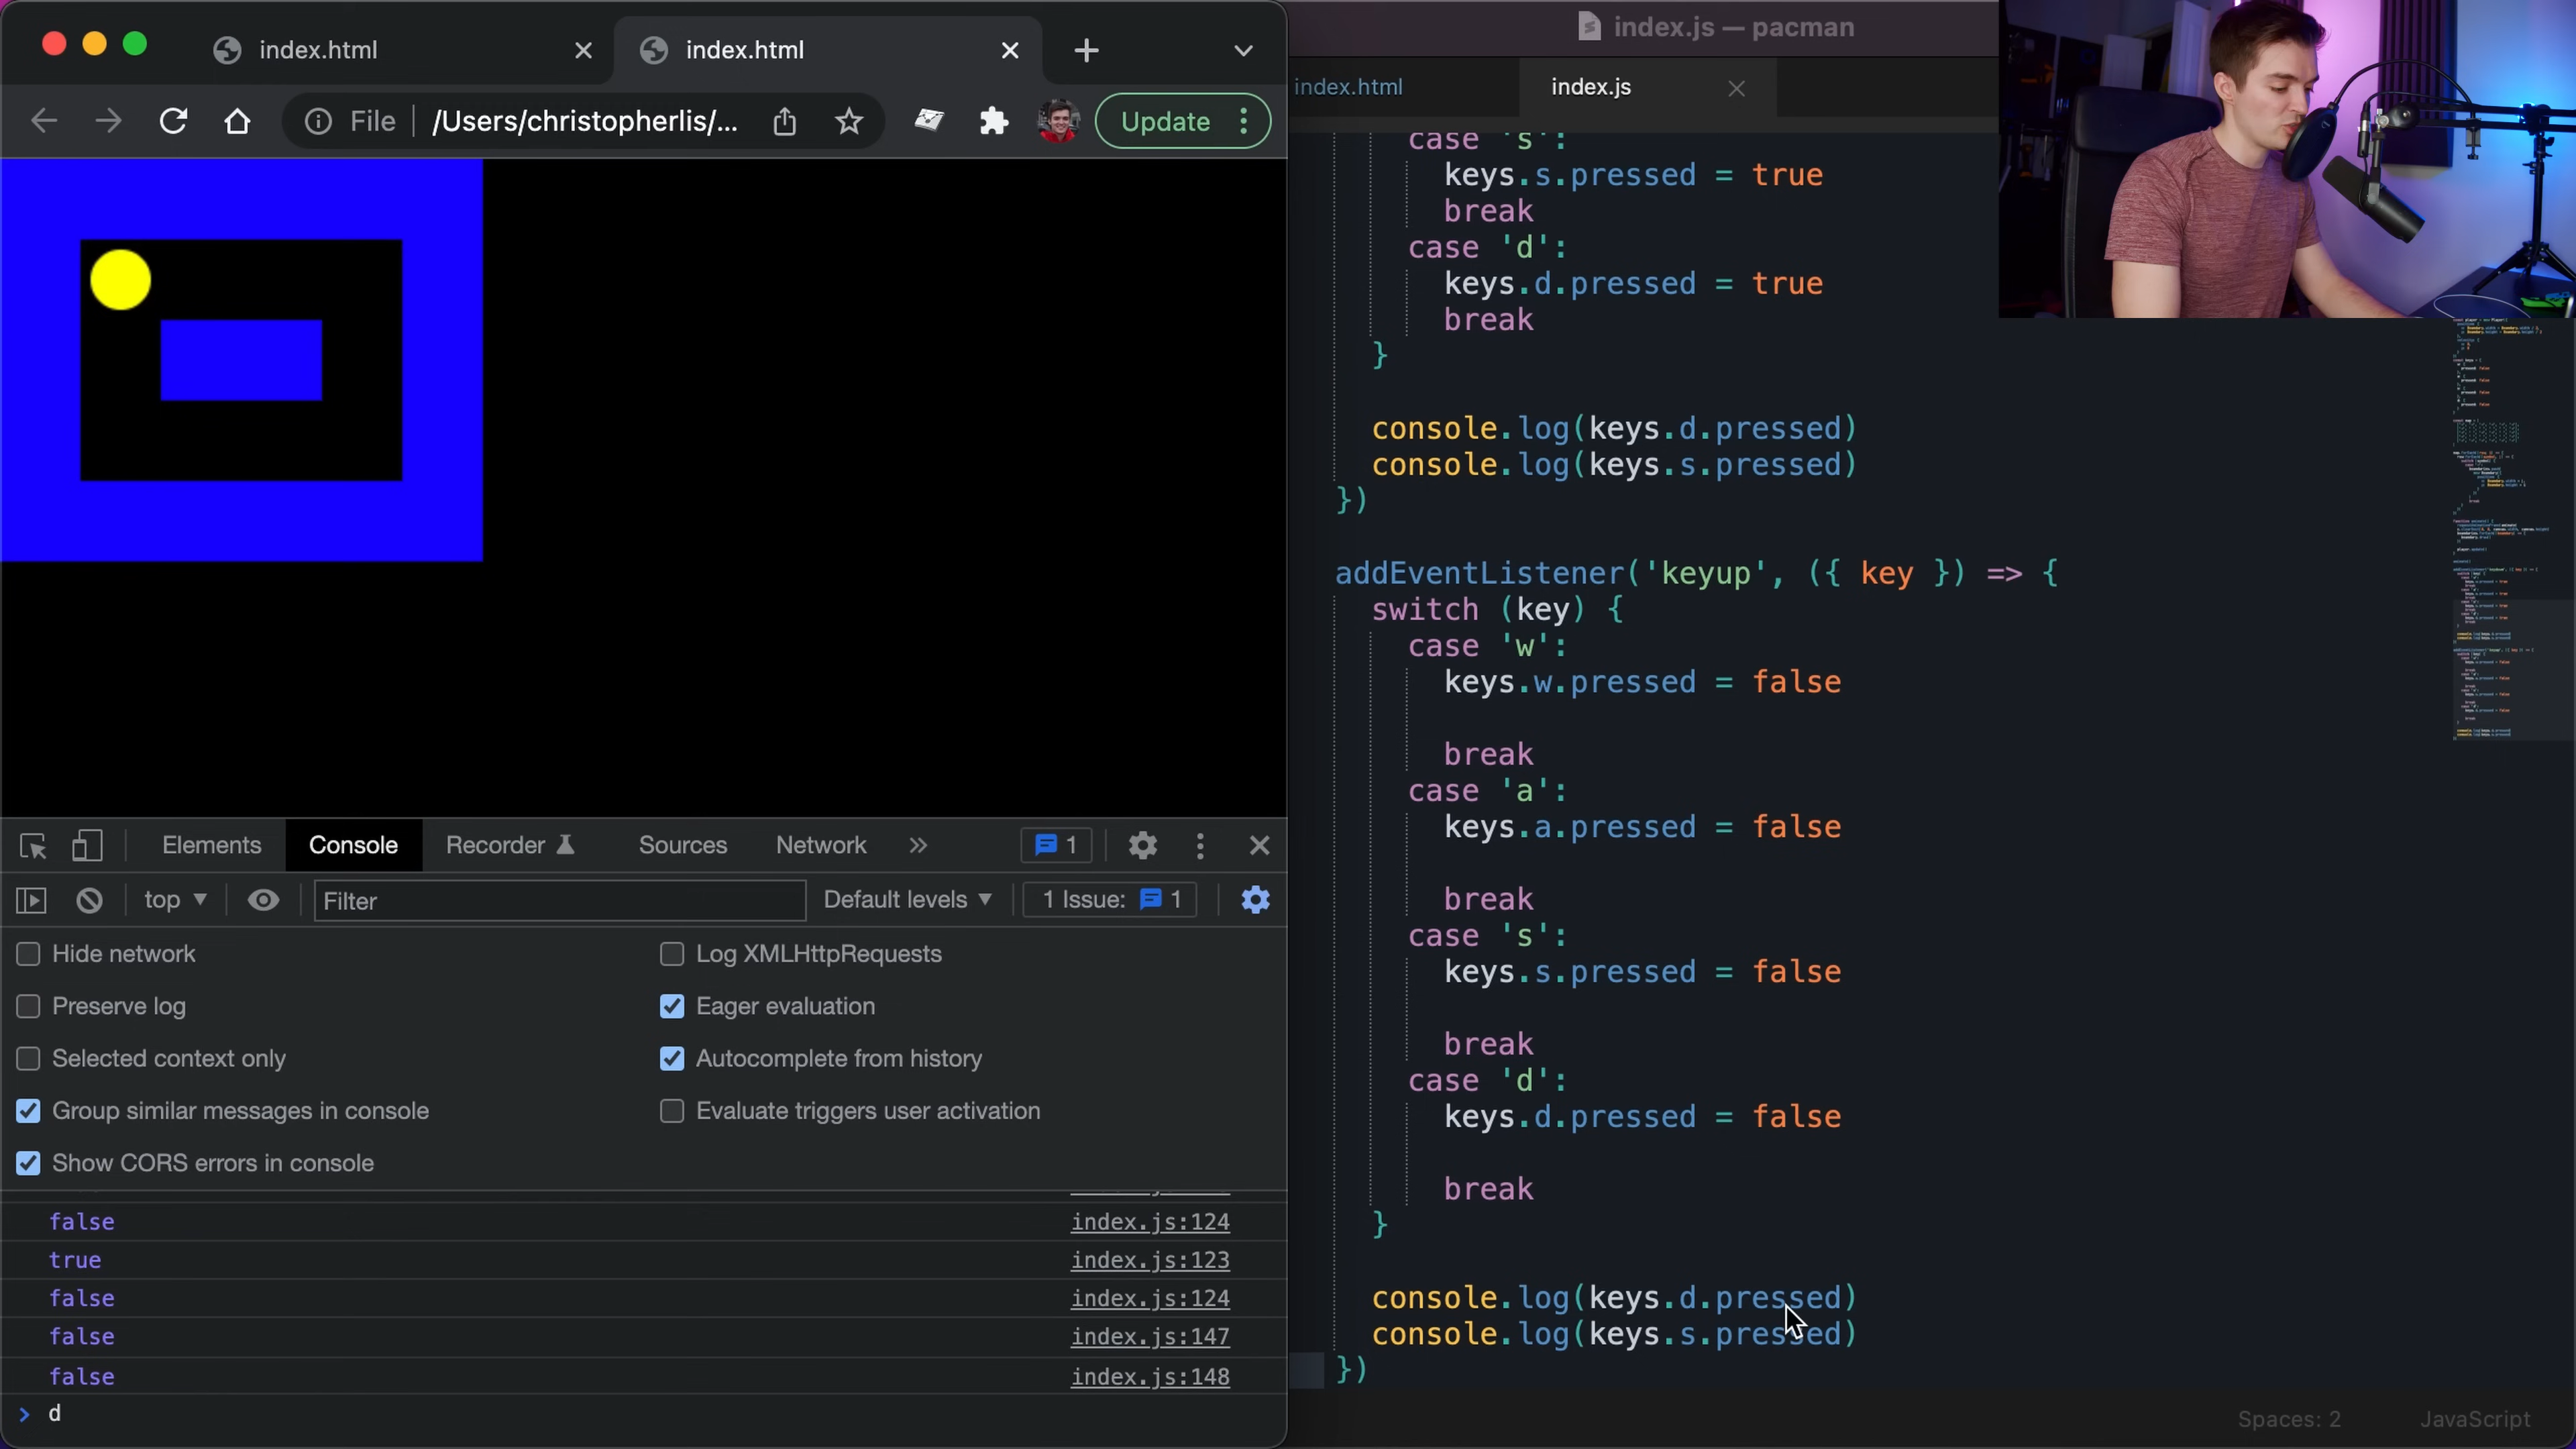 index.html
index.html
File
/Users/christopherlis/...
Update
Elements
Console
Recorder
Sources
Network
1
top
Filter
Default levels
1 Issue:
1
Hide network
Log XMLHttpRequests
Preserve log
Eager evaluation
Selected context only
Autocomplete from history
Group similar messages in console
Evaluate triggers user activation
Show CORS errors in console
false index.js:124
true index.js:123
false index.js:124
false index.js:147
false index.js:148
> d
index.js — pacman
index.html
index.js
case 's':
keys.s.pressed = true
break
case 'd':
keys.d.pressed = true
break
}
console.log(keys.d.pressed)
console.log(keys.s.pressed)
})
addEventListener('keyup', ({ key }) => {
switch (key) {
case 'w':
keys.w.pressed = false
break
case 'a':
keys.a.pressed = false
break
case 's':
keys.s.pressed = false
break
case 'd':
keys.d.pressed = false
break
}
console.log(keys.d.pressed)
console.log(keys.s.pressed)
})
Spaces: 2
JavaScript